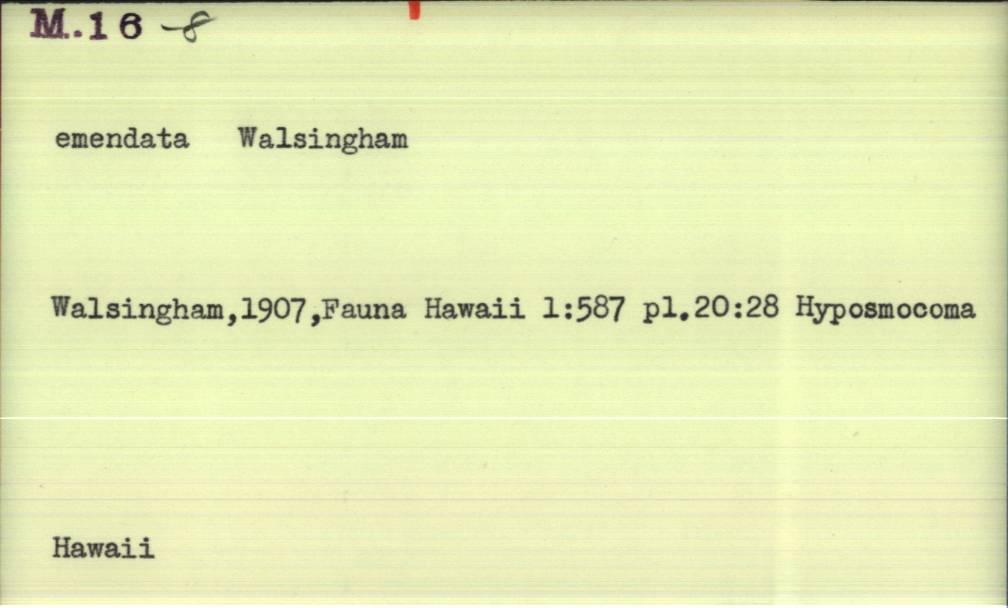 M.16 -8
emendata Walsingham
Walsingham,1907,Fauna Hawaii 1:587 pl.20:28 Hyposmocoma
Hawaii